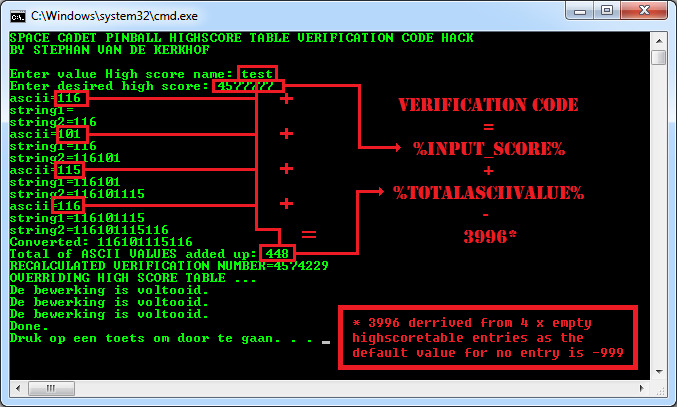 C:\Windows\system32\cmd.exe
SPACE CADET PINBALL HIGHSCORE TABLE VERIFICATION CODE HACK
BY STEPHAN VAN DE KERKHOF
Enter value High score name: test
Enter desired high score: 4577777
ascii=116
string1=
string2=116
ascii=101
string1=116
string2=116101
ascii=115
string1=116101
string2=116101115
ascii=116
string1=116101115
string2=116101115116
Converted: 116101115116
Total of ASCII VALUES added up: 448
RECALCULATED VERIFICATION NUMBER=4574229
OVERRIDING HIGH SCORE TABLE ...
De bewerking is voltooid.
De bewerking is voltooid.
De bewerking is voltooid.
Done.
Druk op een toets om door te gaan. . . _
+
+
+
+
=
VERIFICATION CODE
=
%INPUT_SCORE%
+
%TOTALASCIIVALUE%
-
3996*
* 3996 derrived from 4 x empty
highscoretable entries as the
default value for no entry is -999